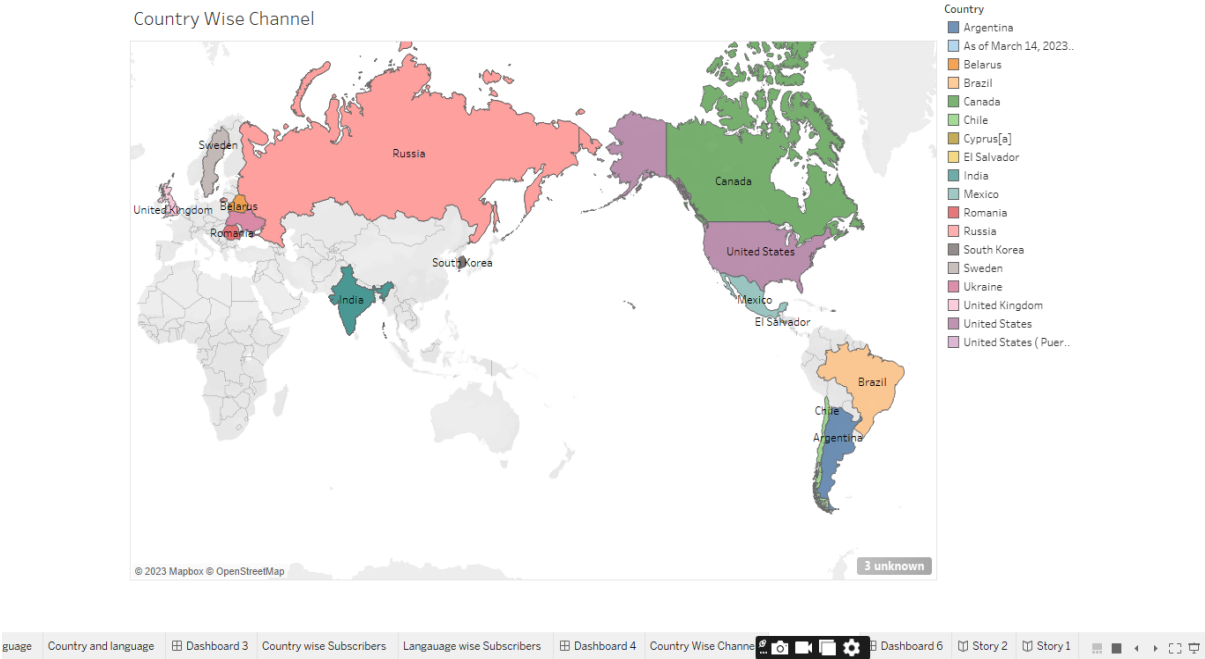 Country Wise Channel
Country
Argentina
As of March 14, 2023..
Belarus
Brazil
Canada
Chile
Cyprus[a]
El Salvador
India
Mexico
Romania
Russia
South Korea
Sweden
Ukraine
United Kingdom
United States
United States ( Puer..
Sweden
Russia
Canada
United Kingdom
Belarus
Romania
United States
South Korea
India
Mexico
El Salvador
Brazil
Chile
Argentina
© 2023 Mapbox © OpenStreetMap
3 unknown
guage Country and language Dashboard 3 Country wise Subscribers Langauage wise Subscribers Dashboard 4 Country Wise Channe Dashboard 6 Story 2 Story 1